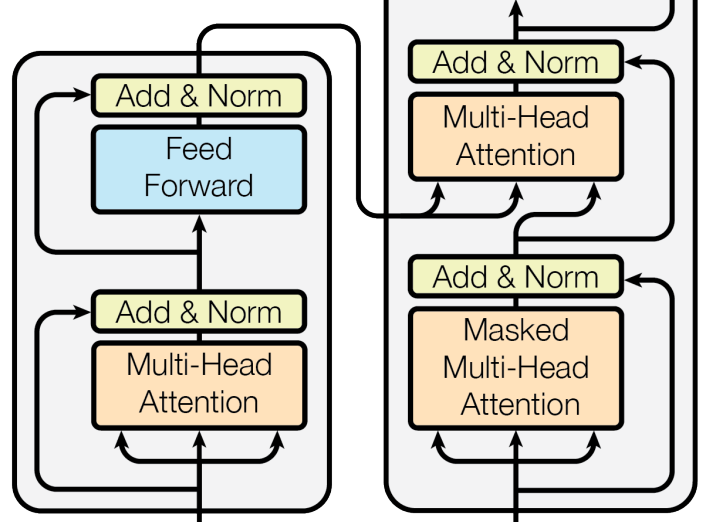 Add & Norm
Feed
Forward
Add & Norm
Multi-Head
Attention
Add & Norm
Multi-Head
Attention
Add & Norm
Masked
Multi-Head
Attention